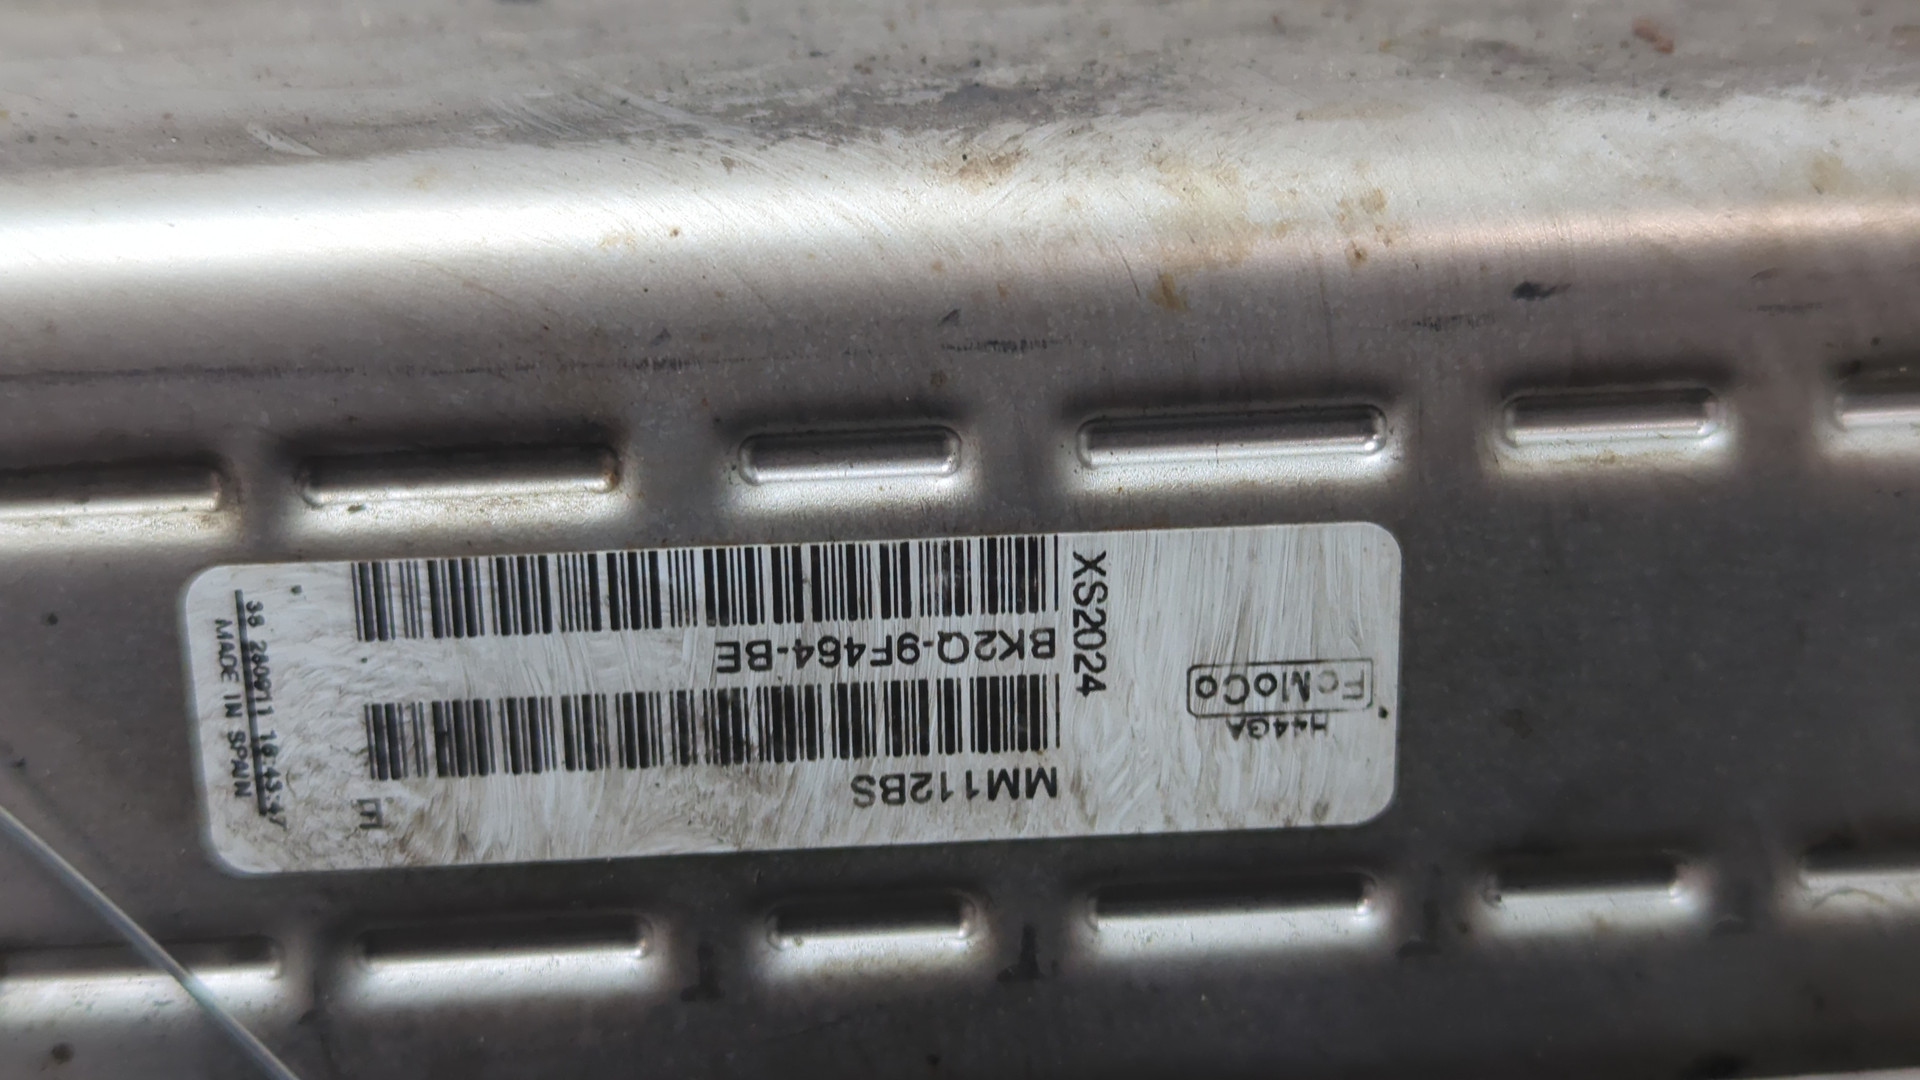 MM112BS
BK2Q-9F464-BE
XS2024
H44GA
FoMoCo
MADE IN SPAIN